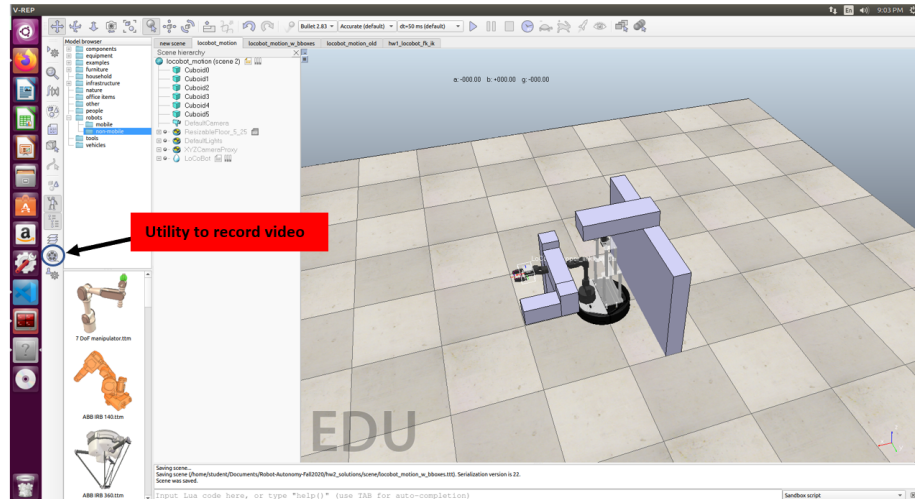 V-REP
En
9:03 PM
Bullet 2.83
Accurate (default)
dt=50 ms (default)
Model browser
components
equipment
examples
furniture
household
infrastructure
nature
office items
other
people
robots
mobile
non-mobile
tools
vehicles
new scene
locobot_motion
locobot_motion_w_bboxes
locobot_motion_old
hw1_locobot_fk_ik
Scene hierarchy
locobot_motion (scene 2)
Cuboid0
Cuboid1
Cuboid2
Cuboid3
Cuboid4
Cuboid5
DefaultCamera
ResizableFloor_5_25
DefaultLights
XYZCameraProxy
LoCoBot
a:-000.00 b:+000.00 g:-000.00
Utility to record video
7 DoF manipulator.ttm
ABB IRB 140.ttm
ABB IRB 360.ttm
EDU
Saving scene...
Saving scene (/home/student/Documents/Robot-Autonomy-Fall2020/hw2_solutions/scene/locobot_motion_w_bboxes.ttt). Serialization version is 22.
Scene was saved.
Input Lua code here, or type "help()" (use TAB for auto-completion)
Sandbox script